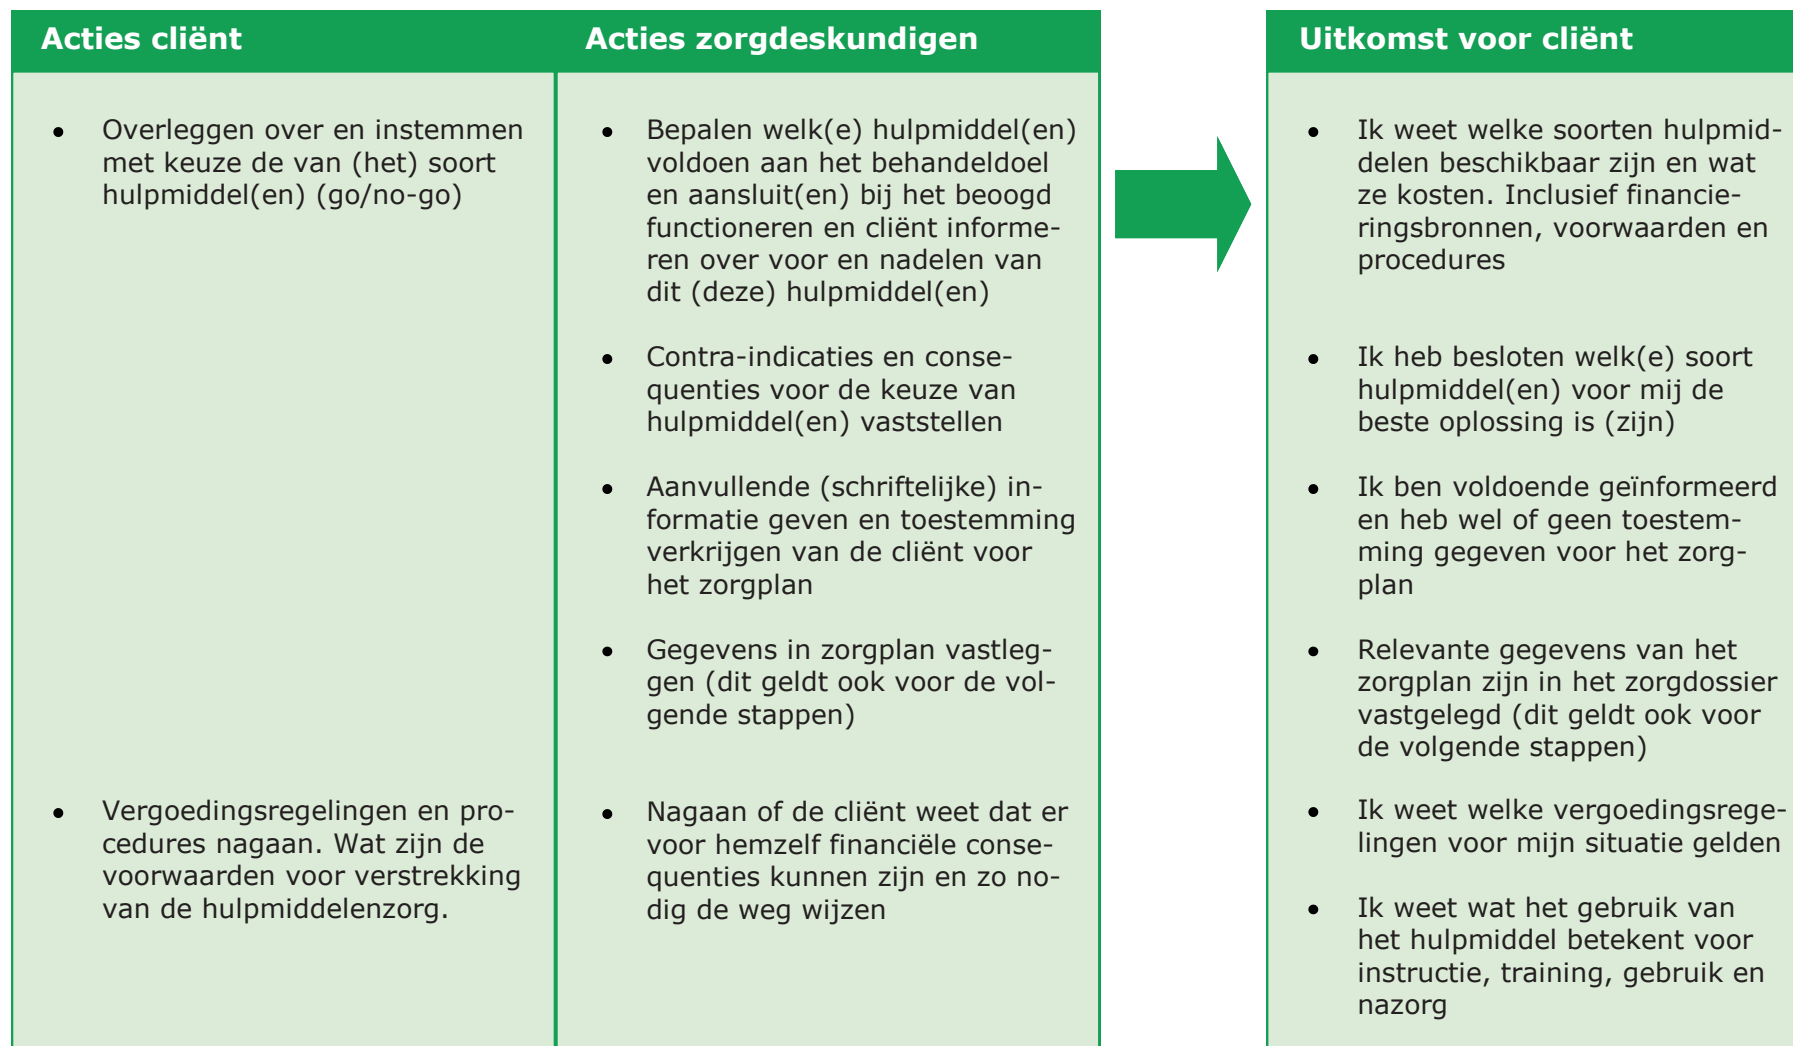 Acties cliënt
Overleggen over en instemmen
met keuze de van (het) soort
hulpmiddel(en) (go/no-go)
Vergoedingsregelingen en pro-
cedures nagaan. Wat zijn de
voorwaarden voor verstrekking
van de hulpmiddelenzorg.
Acties zorgdeskundigen
Bepalen welk(e) hulpmiddel(en)
voldoen aan het behandeldoel
en aansluit(en) bij het beoogd
functioneren en cliënt informe-
ren over voor en nadelen van
dit (deze) hulpmiddel(en)
Contra-indicaties en conse-
quenties voor de keuze van
hulpmiddel(en) vaststellen
Aanvullende (schriftelijke) in-
formatie geven en toestemming
verkrijgen van de cliënt voor
het zorgplan
Gegevens in zorgplan vastleg-
gen (dit geldt ook voor de vol-
gende stappen)
Nagaan of de cliënt weet dat er
voor hemzelf financiële conse-
quenties kunnen zijn en zo no-
dig de weg wijzen
Uitkomst voor cliënt
Ik weet welke soorten hulpmid-
delen beschikbaar zijn en wat
ze kosten. Inclusief financie-
ringsbronnen, voorwaarden en
procedures
Ik heb besloten welk(e) soort
hulpmiddel(en) voor mij de
beste oplossing is (zijn)
Ik ben voldoende geïnformeerd
en heb wel of geen toestem-
ming gegeven voor het zorg-
plan
Relevante gegevens van het
zorgplan zijn in het zorgdossier
vastgelegd (dit geldt ook voor
de volgende stappen)
Ik weet welke vergoedingsrege-
lingen voor mijn situatie gelden
Ik weet wat het gebruik van
het hulpmiddel betekent voor
instructie, training, gebruik en
nazorg